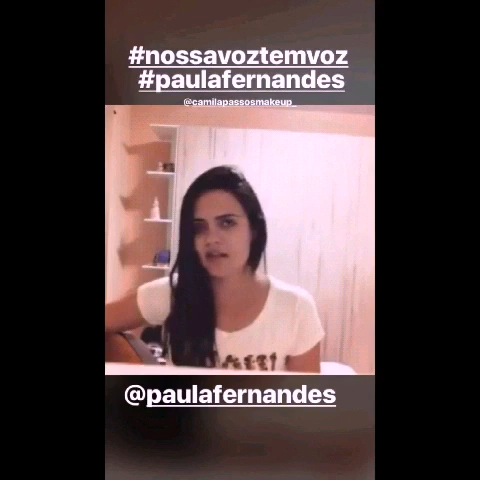 #nossavoztemvoz
#paulafernandes
@camilapassosmakeup_
@paulafernandes